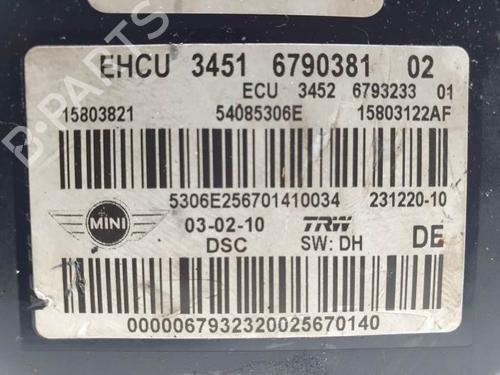 EHCU 3451 6790381 02
ECU 3452 6793233 01
15803821 54085306E 15803122AF
5306E256701410034 231220-10
MINI 03-02-10 TRW
DSC SW: DH DE
0000067932320025670140
B-PARTS